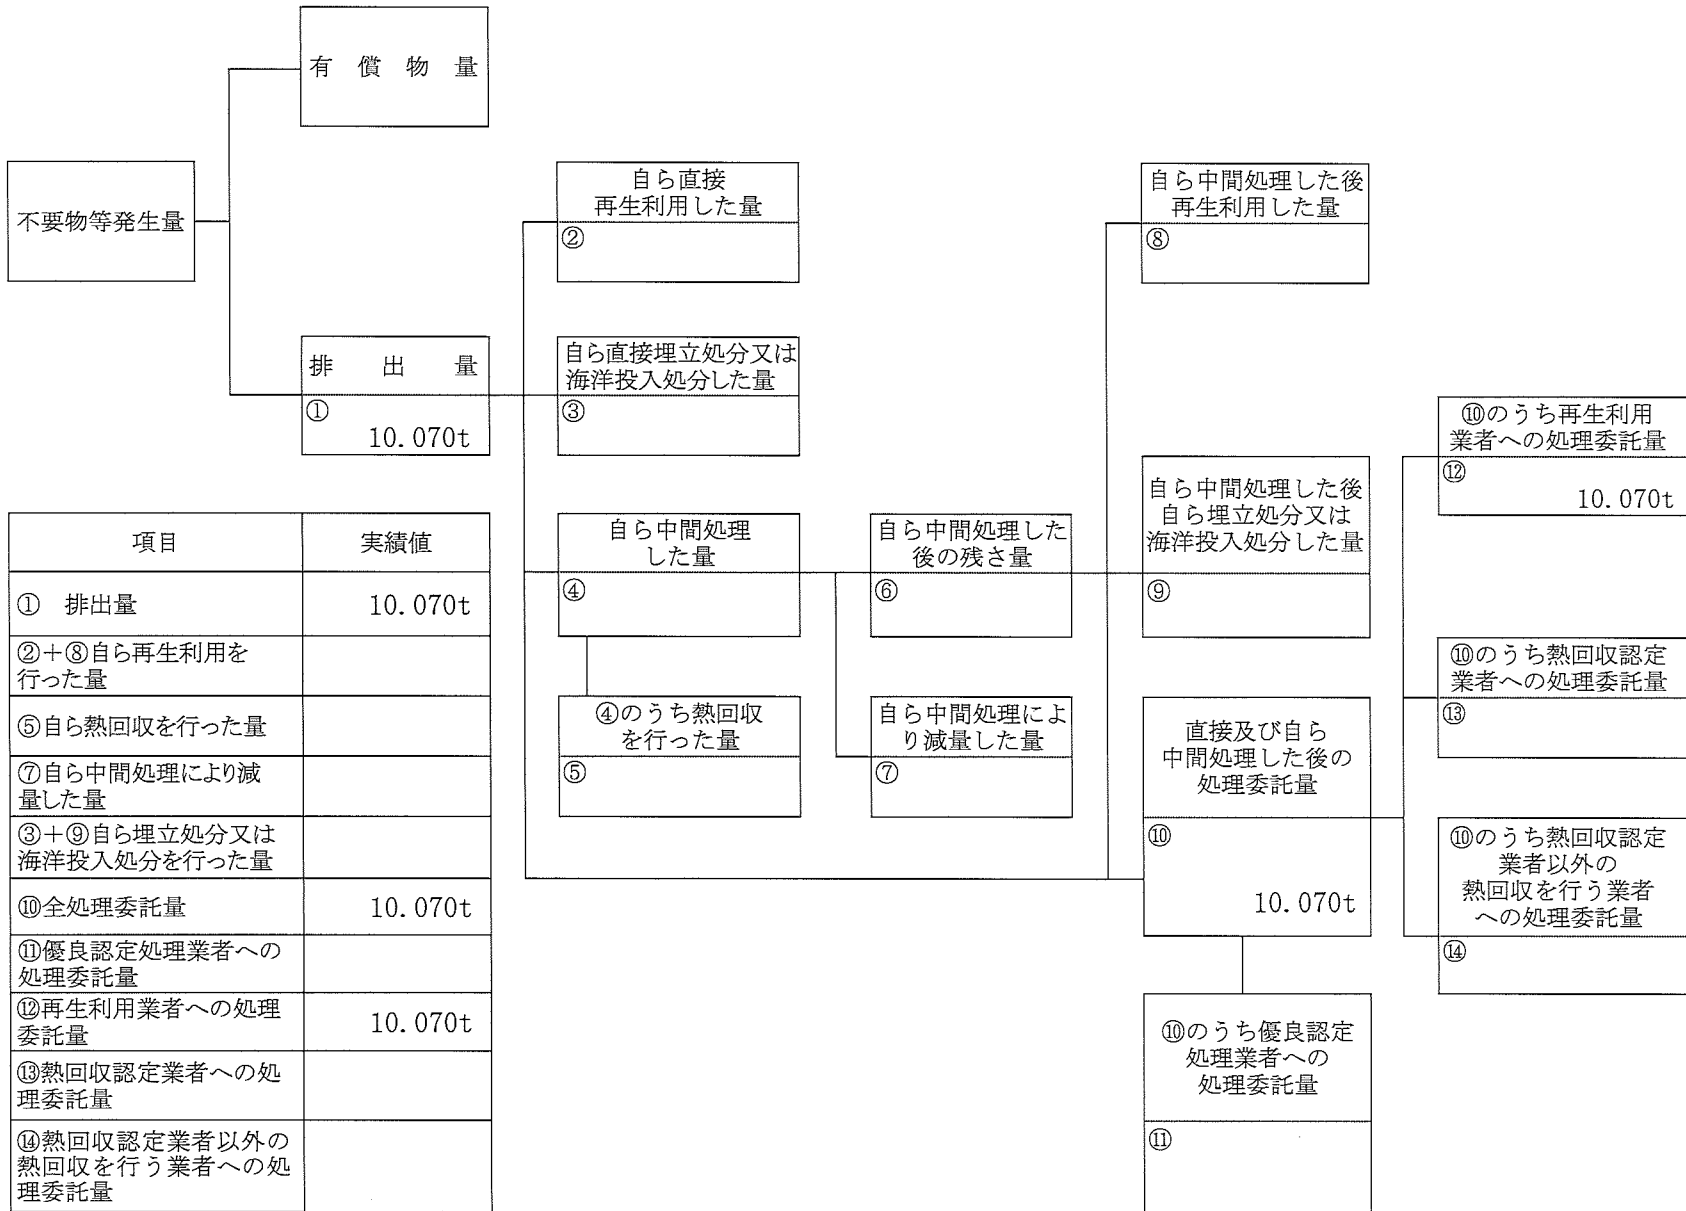 有償物量
不要物等発生量
排出量
①
10.070t
自ら直接
再生利用した量
②
自ら直接埋立処分又は
海洋投入処分した量
③
自ら中間処理
した量
④
④のうち熱回収
を行った量
⑤
自ら中間処理した
後の残さ量
⑥
自ら中間処理によ
り減量した量
⑦
自ら中間処理した後
再生利用した量
⑧
自ら中間処理した後
自ら埋立処分又は
海洋投入処分した量
⑨
直接及び自ら
中間処理した後の
処理委託量
⑩
10.070t
⑩のうち優良認定
処理業者への
処理委託量
⑪
⑩のうち再生利用
業者への処理委託量
⑫
10.070t
⑩のうち熱回収認定
業者への処理委託量
⑬
⑩のうち熱回収認定
業者以外の
熱回収を行う業者
への処理委託量
⑭
項目 実績値
① 排出量 10.070t
②+⑧自ら再生利用を
行った量
⑤自ら熱回収を行った量
⑦自ら中間処理により減
量した量
③+⑨自ら埋立処分又は
海洋投入処分を行った量
⑩全処理委託量 10.070t
⑪優良認定処理業者への
処理委託量
⑫再生利用業者への処理
委託量 10.070t
⑬熱回収認定業者への処
理委託量
⑭熱回収認定業者以外の
熱回収を行う業者への処
理委託量